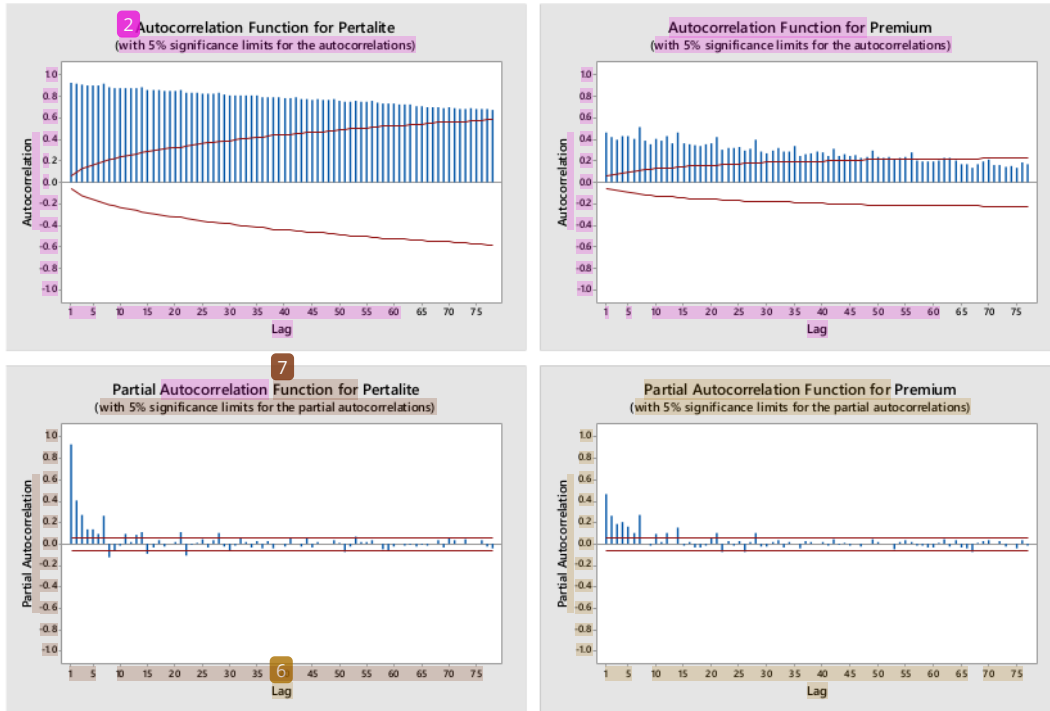 2
Autocorrelation Function for Pertalite
(with 5% significance limits for the autocorrelations)
1.0
0.8
0.6
0.4
0.2
0.0
-0.2
-0.4
-0.6
-0.8
-1.0
Autocorrelation
1 5 10 15 20 25 30 35 40 45 50 55 60 65 70 75
Lag
Autocorrelation Function for Premium
(with 5% significance limits for the autocorrelations)
1.0
0.8
0.6
0.4
0.2
0.0
-0.2
-0.4
-0.6
-0.8
-1.0
Autocorrelation
1 5 10 15 20 25 30 35 40 45 50 55 60 65 70 75
Lag
7
Partial Autocorrelation Function for Pertalite
(with 5% significance limits for the partial autocorrelations)
1.0
0.8
0.6
0.4
0.2
0.0
-0.2
-0.4
-0.6
-0.8
-1.0
Partial Autocorrelation
1 5 10 15 20 25 30 35 40 45 50 55 60 65 70 75
6
Lag
Partial Autocorrelation Function for Premium
(with 5% significance limits for the partial autocorrelations)
1.0
0.8
0.6
0.4
0.2
0.0
-0.2
-0.4
-0.6
-0.8
-1.0
Partial Autocorrelation
1 5 10 15 20 25 30 35 40 45 50 55 60 65 70 75
Lag